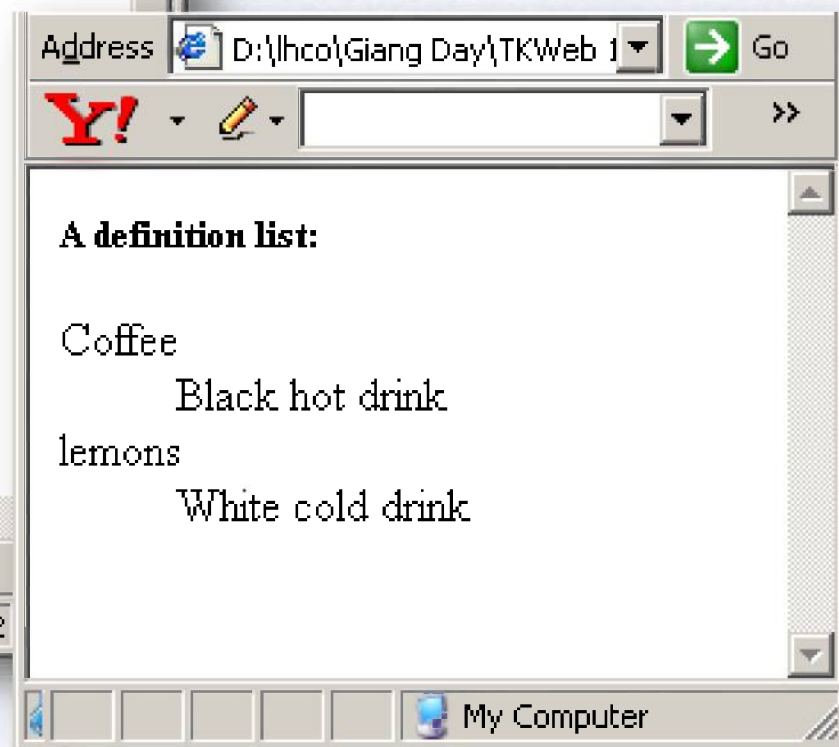 Address D:\lhco\Giang Day\TKWeb 1 Go
Y! »
A definition list:
Coffee
Black hot drink
lemons
White cold drink
2
My Computer